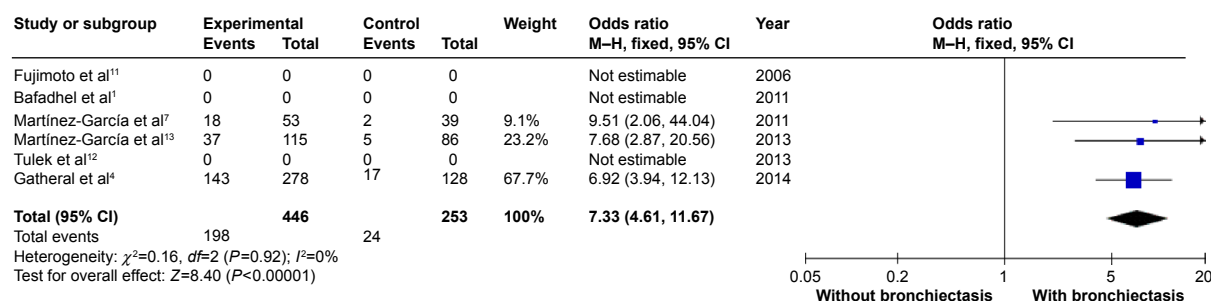 Study or subgroup Experimental Control Weight Odds ratio Year Odds ratio
Events Total Events Total M–H, fixed, 95% CI M–H, fixed, 95% CI
Fujimoto et al¹¹ 0 0 0 0 Not estimable 2006
Bafadhel et al¹ 0 0 0 0 Not estimable 2011
Martínez-García et al⁷ 18 53 2 39 9.1% 9.51 (2.06, 44.04) 2011
Martínez-García et al¹³ 37 115 5 86 23.2% 7.68 (2.87, 20.56) 2013
Tulek et al¹² 0 0 0 0 Not estimable 2013
Gatheral et al⁴ 143 278 17 128 67.7% 6.92 (3.94, 12.13) 2014
Total (95% CI) 446 253 100% 7.33 (4.61, 11.67)
Total events 198 24
Heterogeneity: χ²=0.16, df=2 (P=0.92); I²=0%
Test for overall effect: Z=8.40 (P<0.00001)
0.05 0.2 1 5 20
Without bronchiectasis With bronchiectasis